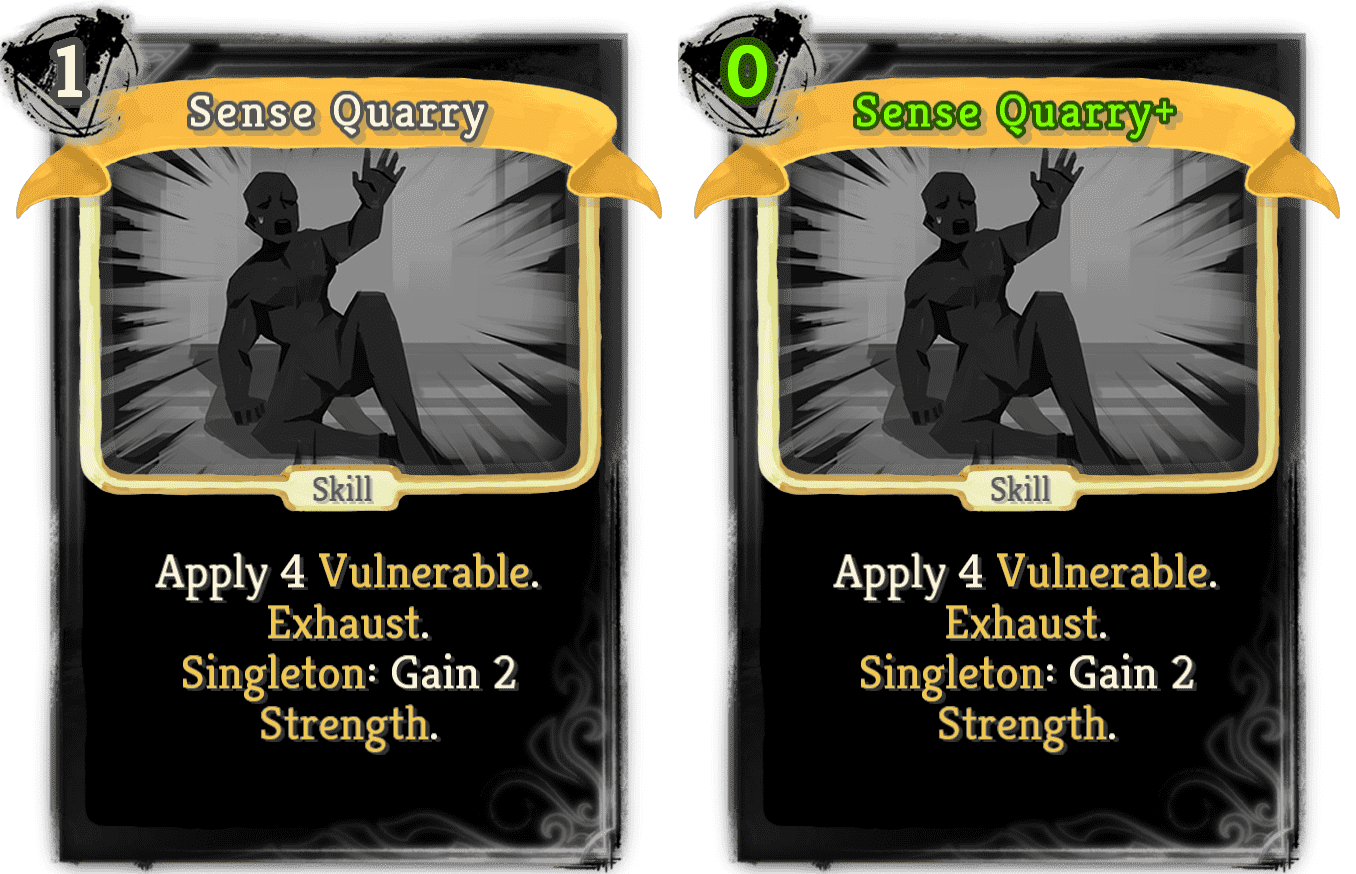 1
Sense Quarry
Skill
Apply 4 Vulnerable.
Exhaust.
Singleton: Gain 2
Strength.
0
Sense Quarry+
Skill
Apply 4 Vulnerable.
Exhaust.
Singleton: Gain 2
Strength.